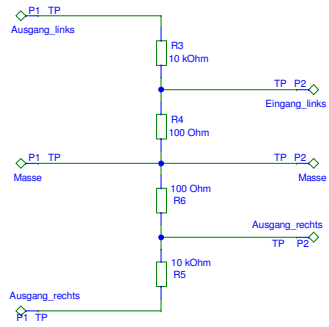 P1 TP
Ausgang_links
R3
10 kOhm
TP P2
Eingang_links
R4
100 Ohm
P1 TP
TP P2
Masse
Masse
100 Ohm
R6
Ausgang_rechts
TP P2
10 kOhm
R5
Ausgang_rechts
P1 TP